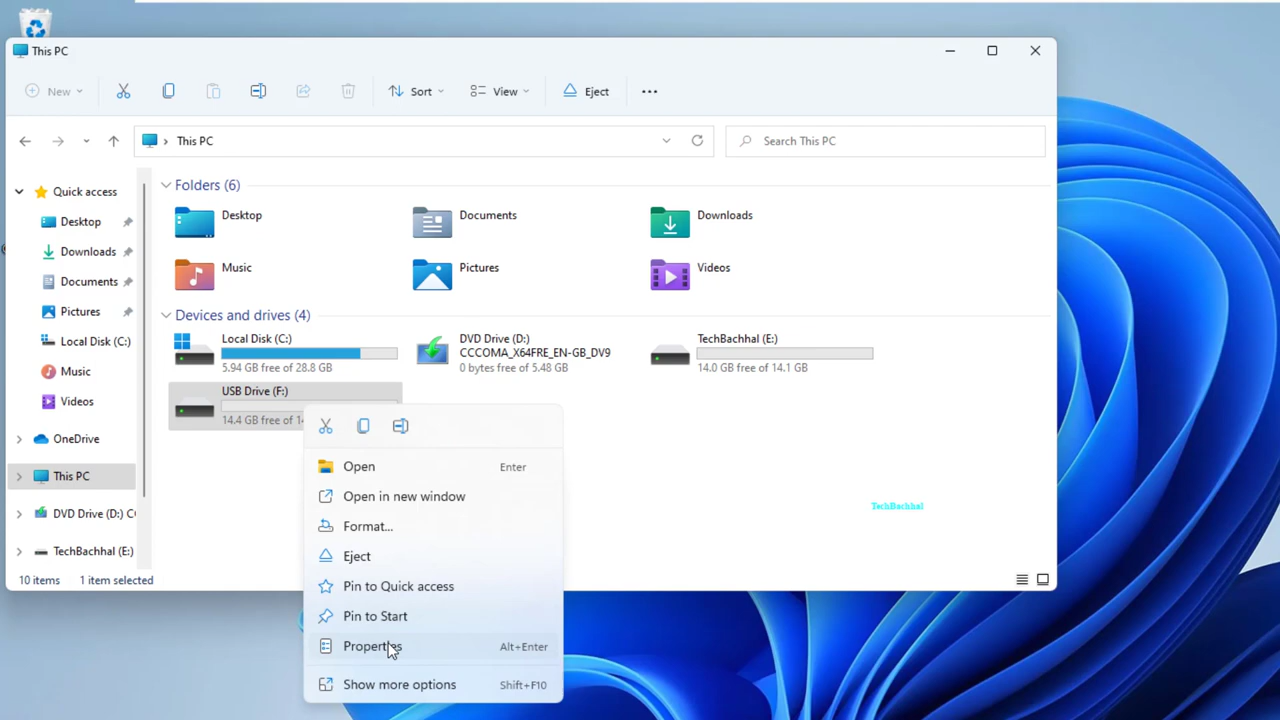 This PC
New
Sort
View
Eject
This PC
Search This PC
Quick access
Desktop
Downloads
Documents
Pictures
Local Disk (C:)
Music
Videos
OneDrive
This PC
DVD Drive (D:) C
TechBachhal (E:)
Folders (6)
Desktop
Documents
Downloads
Music
Pictures
Videos
Devices and drives (4)
Local Disk (C:)
5.94 GB free of 28.8 GB
DVD Drive (D:)
CCCOMA_X64FRE_EN-GB_DV9
0 bytes free of 5.48 GB
TechBachhal (E:)
14.0 GB free of 14.1 GB
USB Drive (F:)
14.4 GB free of 14
Open Enter
Open in new window
Format...
Eject
Pin to Quick access
Pin to Start
Properties Alt+Enter
Show more options Shift+F10
TechBachhal
10 items 1 item selected